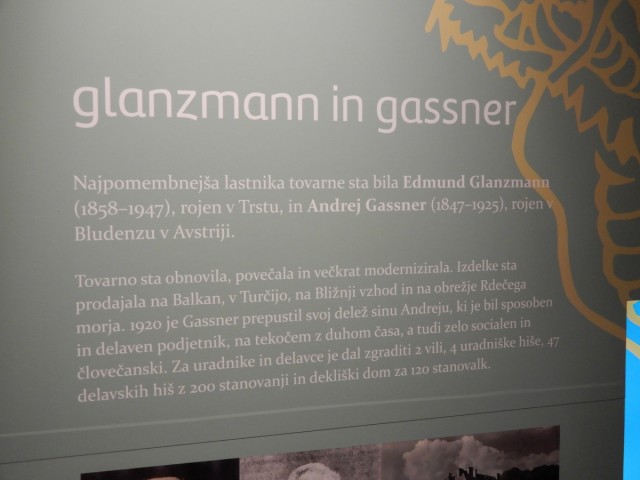 glanzmann in gassner
Najpomembnejša lastnika tovarne sta bila Edmund Glanzmann
(1858–1947), rojen v Trstu, in Andrej Gassner (1847–1925), rojen v
Bludenzu v Avstriji.
Tovarno sta obnovila, povečala in večkrat modernizirala. Izdelke sta
prodajala na Balkan, v Turčijo, na Bližnji vzhod in na obrežje Rdečega
morja. 1920 je Gassner prepustil svoj delež sinu Andreju, ki je bil sposoben
in delaven podjetnik, na tekočem z duhom časa, a tudi zelo socialen in
človečanski. Za uradnike in delavce je dal zgraditi 2 vili, 4 uradniške hiše, 47
delavskih hiš z 200 stanovanji in dekliški dom za 120 stanovalk.